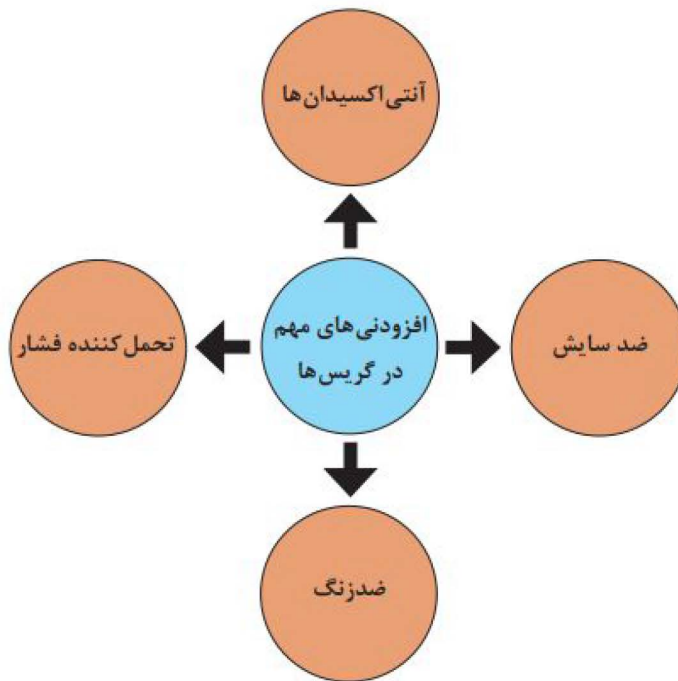 آنتی‌اکسیدان‌ها
افزودنی‌های مهم
در گریس‌ها
ضد سایش
تحمل‌کننده فشار
ضدزنگ